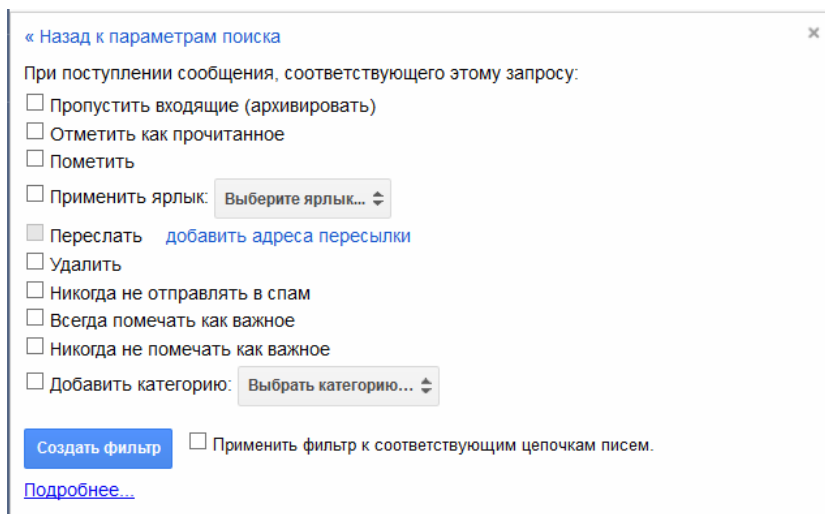 « Назад к параметрам поиска
×
При поступлении сообщения, соответствующего этому запросу:
Пропустить входящие (архивировать)
Отметить как прочитанное
Пометить
Применить ярлык: Выберите ярлык...
Переслать добавить адреса пересылки
Удалить
Никогда не отправлять в спам
Всегда помечать как важное
Никогда не помечать как важное
Добавить категорию: Выбрать категорию...
Создать фильтр Применить фильтр к соответствующим цепочкам писем.
Подробнее...